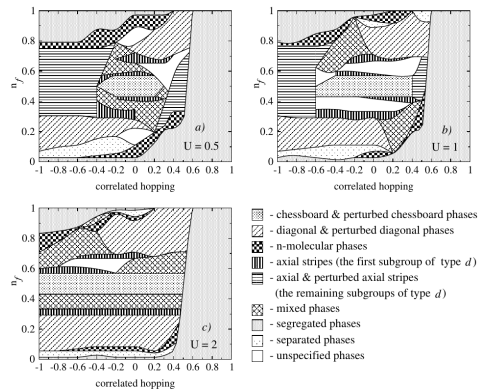 1
0.8
0.6
0.4
0.2
0
n_f
a)
U = 0.5
-1 -0.8 -0.6 -0.4 -0.2 0 0.2 0.4 0.6 0.8 1
correlated hopping
1
0.8
0.6
0.4
0.2
0
n_f
b)
U = 1
-1 -0.8 -0.6 -0.4 -0.2 0 0.2 0.4 0.6 0.8 1
correlated hopping
1
0.8
0.6
0.4
0.2
0
n_f
c)
U = 2
-1 -0.8 -0.6 -0.4 -0.2 0 0.2 0.4 0.6 0.8 1
correlated hopping
- chessboard & perturbed chessboard phases
- diagonal & perturbed diagonal phases
- n-molecular phases
- axial stripes (the first subgroup of type d)
- axial & perturbed axial stripes
(the remaining subgroups of type d)
- mixed phases
- segregated phases
- separated phases
- unspecified phases